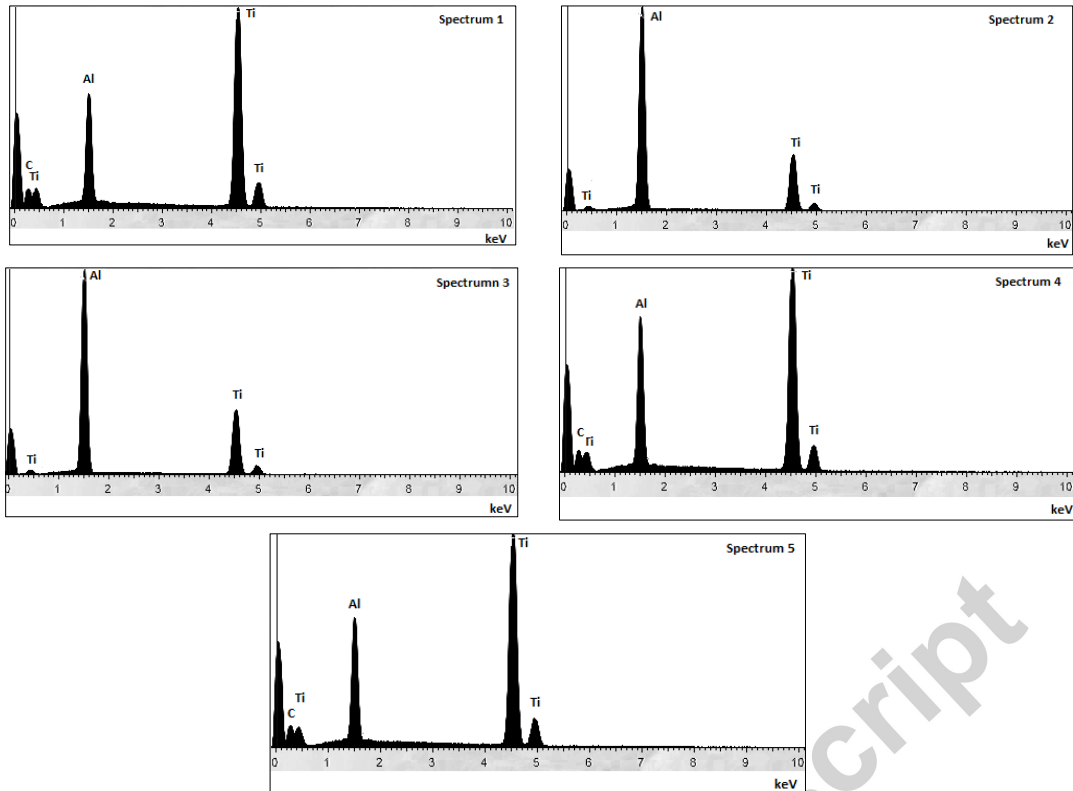 Spectrum 1
Ti
Al
C
Ti
Ti
0 1 2 3 4 5 6 7 8 9 10
keV
Spectrum 2
Al
Ti
Ti
Ti
0 1 2 3 4 5 6 7 8 9 10
keV
Spectrumn 3
Al
Ti
Ti
Ti
0 1 2 3 4 5 6 7 8 9 10
keV
Spectrum 4
Ti
Al
C
Ti
Ti
0 1 2 3 4 5 6 7 8 9 10
keV
Spectrum 5
Ti
Al
Ti
C
Ti
0 1 2 3 4 5 6 7 8 9 10
keV
cript